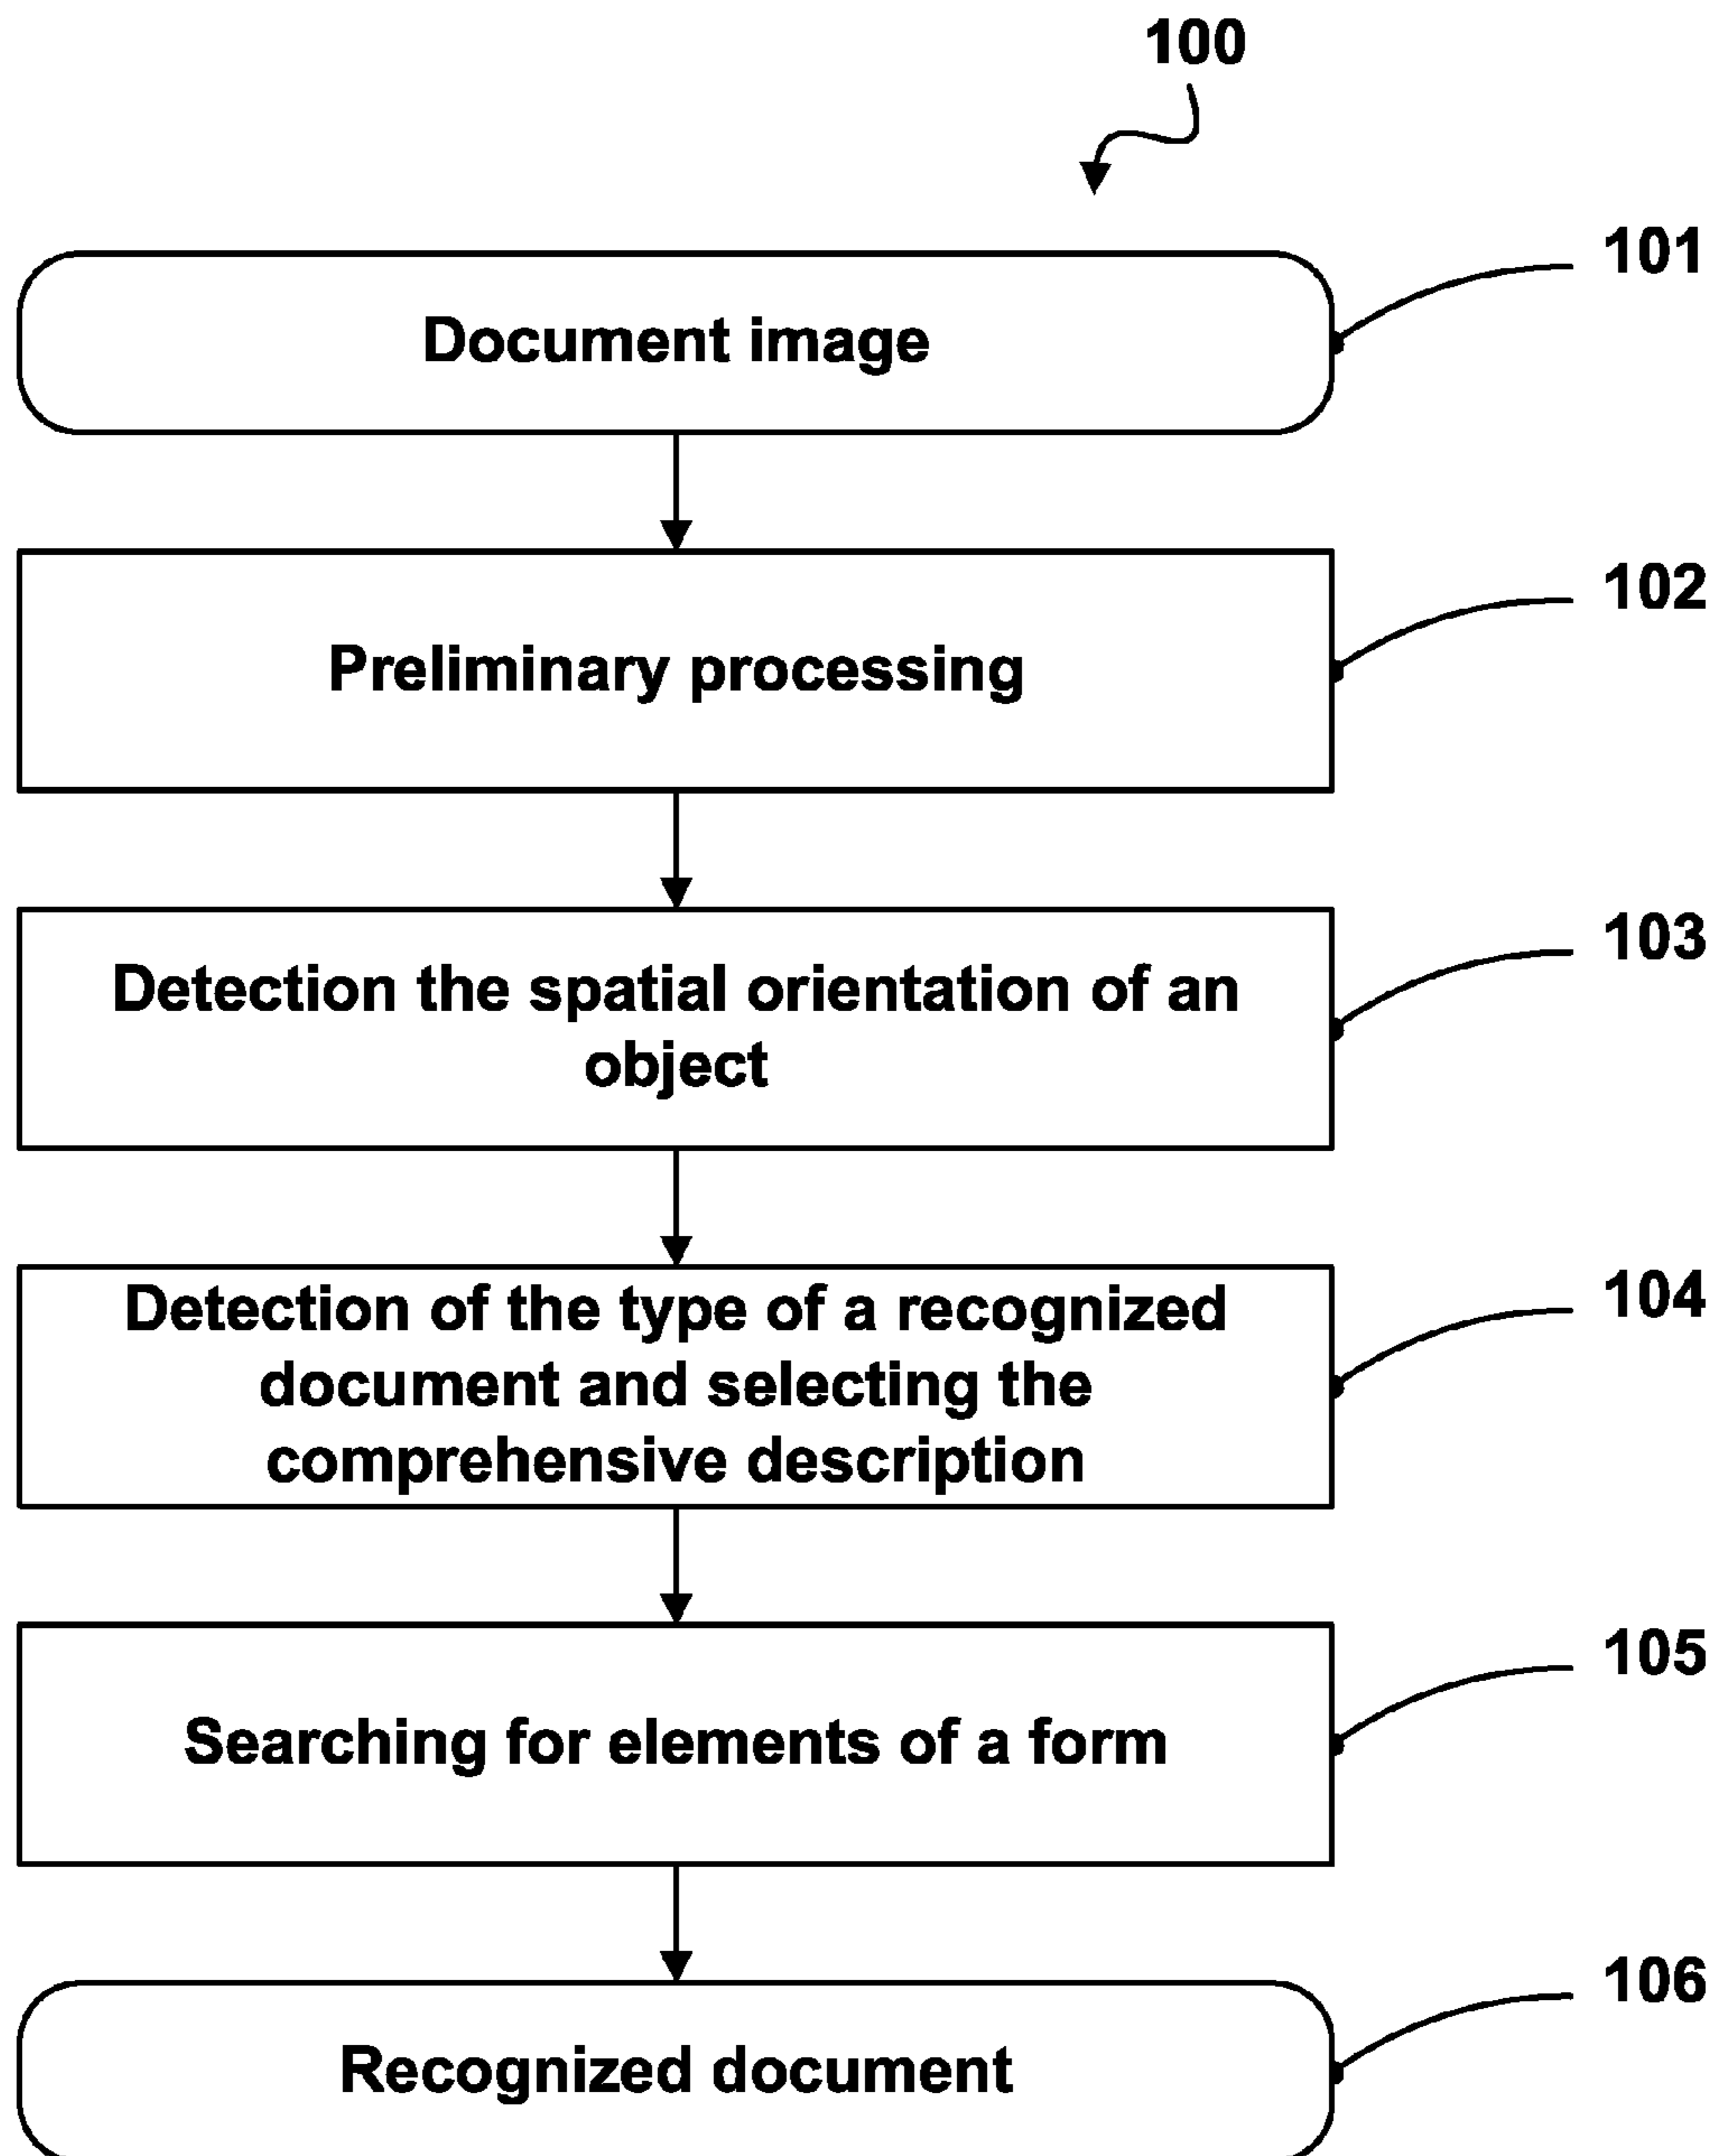 100
101
Document image
102
Preliminary processing
103
Detection the spatial orientation of an
object
104
Detection of the type of a recognized
document and selecting the
comprehensive description
105
Searching for elements of a form
106
Recognized document